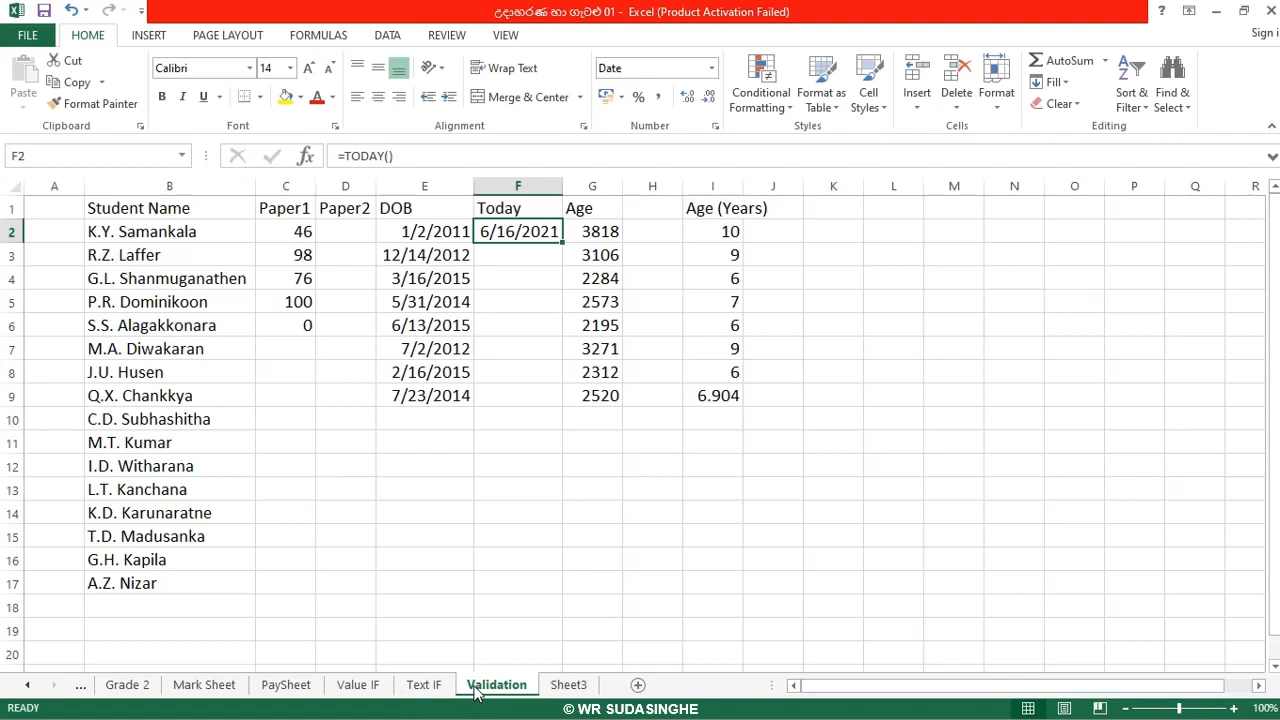 උදාහරණ හා ගැටළු 01 - Excel (Product Activation Failed)
FILE HOME INSERT PAGE LAYOUT FORMULAS DATA REVIEW VIEW Sign i
Paste Cut Copy Format Painter Clipboard
Calibri 14 B I U A Font
Wrap Text Merge & Center Alignment
Date % , Number
Conditional Formatting Format as Table Cell Styles Styles
Insert Delete Format Cells
AutoSum Fill Clear Sort & Filter Find & Select Editing
F2 fx =TODAY()
A B C D E F G H I J K L M N O P Q R
1 Student Name Paper1 Paper2 DOB Today Age Age (Years)
2 K.Y. Samankala 46 1/2/2011 6/16/2021 3818 10
3 R.Z. Laffer 98 12/14/2012 3106 9
4 G.L. Shanmuganathen 76 3/16/2015 2284 6
5 P.R. Dominikoon 100 5/31/2014 2573 7
6 S.S. Alagakkonara 0 6/13/2015 2195 6
7 M.A. Diwakaran 7/2/2012 3271 9
8 J.U. Husen 2/16/2015 2312 6
9 Q.X. Chankkya 7/23/2014 2520 6.904
10 C.D. Subhashitha
11 M.T. Kumar
12 I.D. Witharana
13 L.T. Kanchana
14 K.D. Karunaratne
15 T.D. Madusanka
16 G.H. Kapila
17 A.Z. Nizar
18
19
20
... Grade 2 Mark Sheet PaySheet Value IF Text IF Validation Sheet3
READY © WR SUDASINGHE 100%